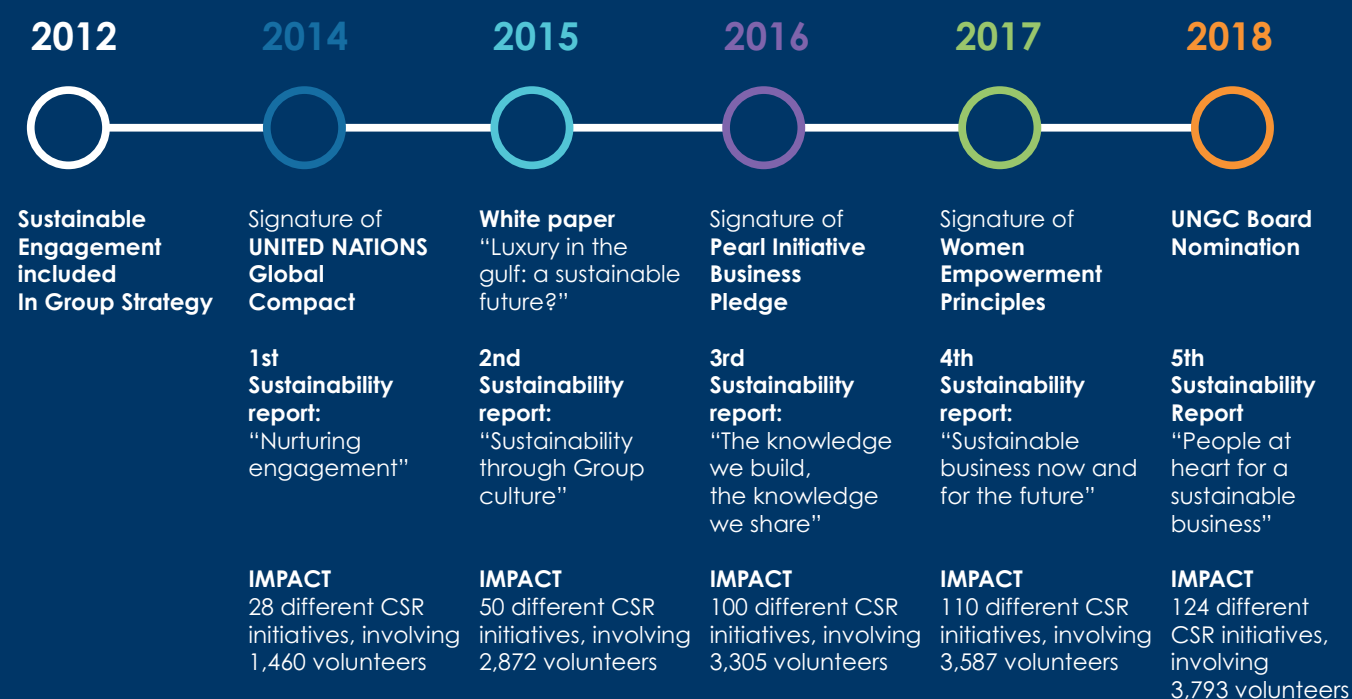 2012
2014
2015
2016
2017
2018
Sustainable
Engagement
included
In Group Strategy
Signature of
UNITED NATIONS
Global
Compact
White paper
“Luxury in the
gulf: a sustainable
future?”
Signature of
Pearl Initiative
Business
Pledge
Signature of
Women
Empowerment
Principles
UNGC Board
Nomination
1st
Sustainability
report:
“Nurturing
engagement”
2nd
Sustainability
report:
“Sustainability
through Group
culture”
3rd
Sustainability
report:
“The knowledge
we build,
the knowledge
we share”
4th
Sustainability
report:
“Sustainable
business now and
for the future”
5th
Sustainability
Report
“People at
heart for a
sustainable
business”
IMPACT
28 different CSR
initiatives, involving
1,460 volunteers
IMPACT
50 different CSR
initiatives, involving
2,872 volunteers
IMPACT
100 different CSR
initiatives, involving
3,305 volunteers
IMPACT
110 different CSR
initiatives, involving
3,587 volunteers
IMPACT
124 different
CSR initiatives,
involving
3,793 volunteers